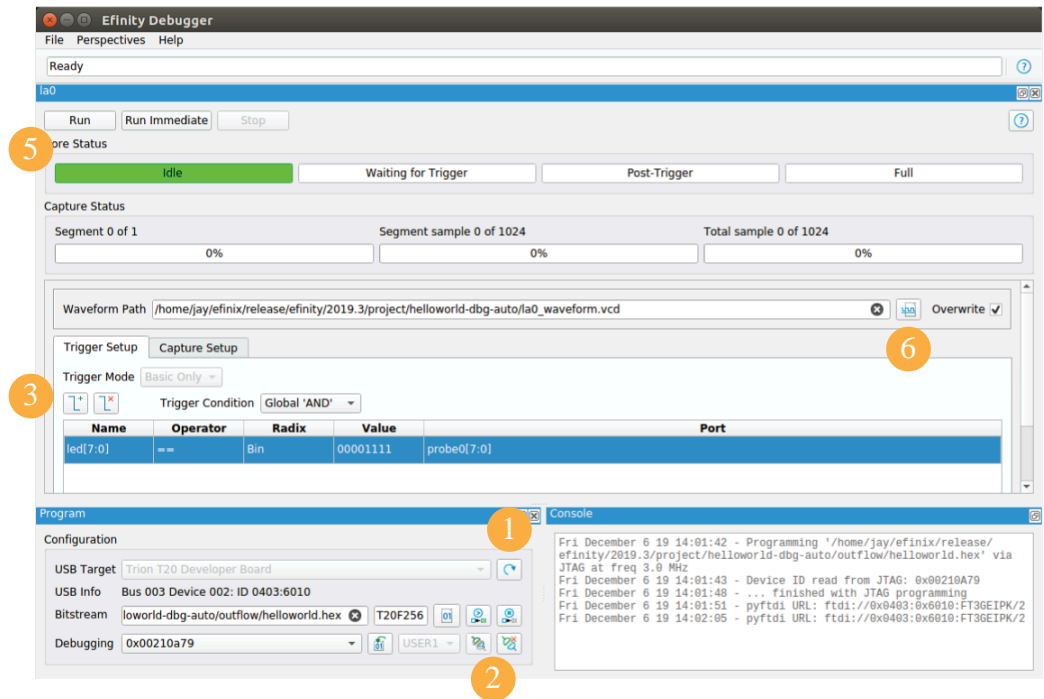 Efinity Debugger
File Perspectives Help
Ready
la0
Run Run Immediate Stop
5
ore Status
Idle Waiting for Trigger Post-Trigger Full
Capture Status
Segment 0 of 1 Segment sample 0 of 1024 Total sample 0 of 1024
0% 0% 0%
Waveform Path /home/jay/efinix/release/efinity/2019.3/project/helloworld-dbg-auto/la0_waveform.vcd Overwrite
6
Trigger Setup Capture Setup
Trigger Mode Basic Only
3
Trigger Condition Global 'AND'
Name Operator Radix Value Port
led[7:0] == Bin 00001111 probe0[7:0]
Program
1
Configuration
USB Target Trion T20 Developer Board
USB Info Bus 003 Device 002: ID 0403:6010
Bitstream loworld-dbg-auto/outflow/helloworld.hex T20F256
Debugging 0x00210a79 USER1
2
Console
Fri December 6 19 14:01:42 - Programming '/home/jay/efinix/release/
efinity/2019.3/project/helloworld-dbg-auto/outflow/helloworld.hex' via
JTAG at freq 3.0 MHz
Fri December 6 19 14:01:43 - Device ID read from JTAG: 0x00210A79
Fri December 6 19 14:01:48 - ... finished with JTAG programming
Fri December 6 19 14:01:51 - pyftdi URL: ftdi://0x0403:0x6010:FT3GEIPK/2
Fri December 6 19 14:02:05 - pyftdi URL: ftdi://0x0403:0x6010:FT3GEIPK/2